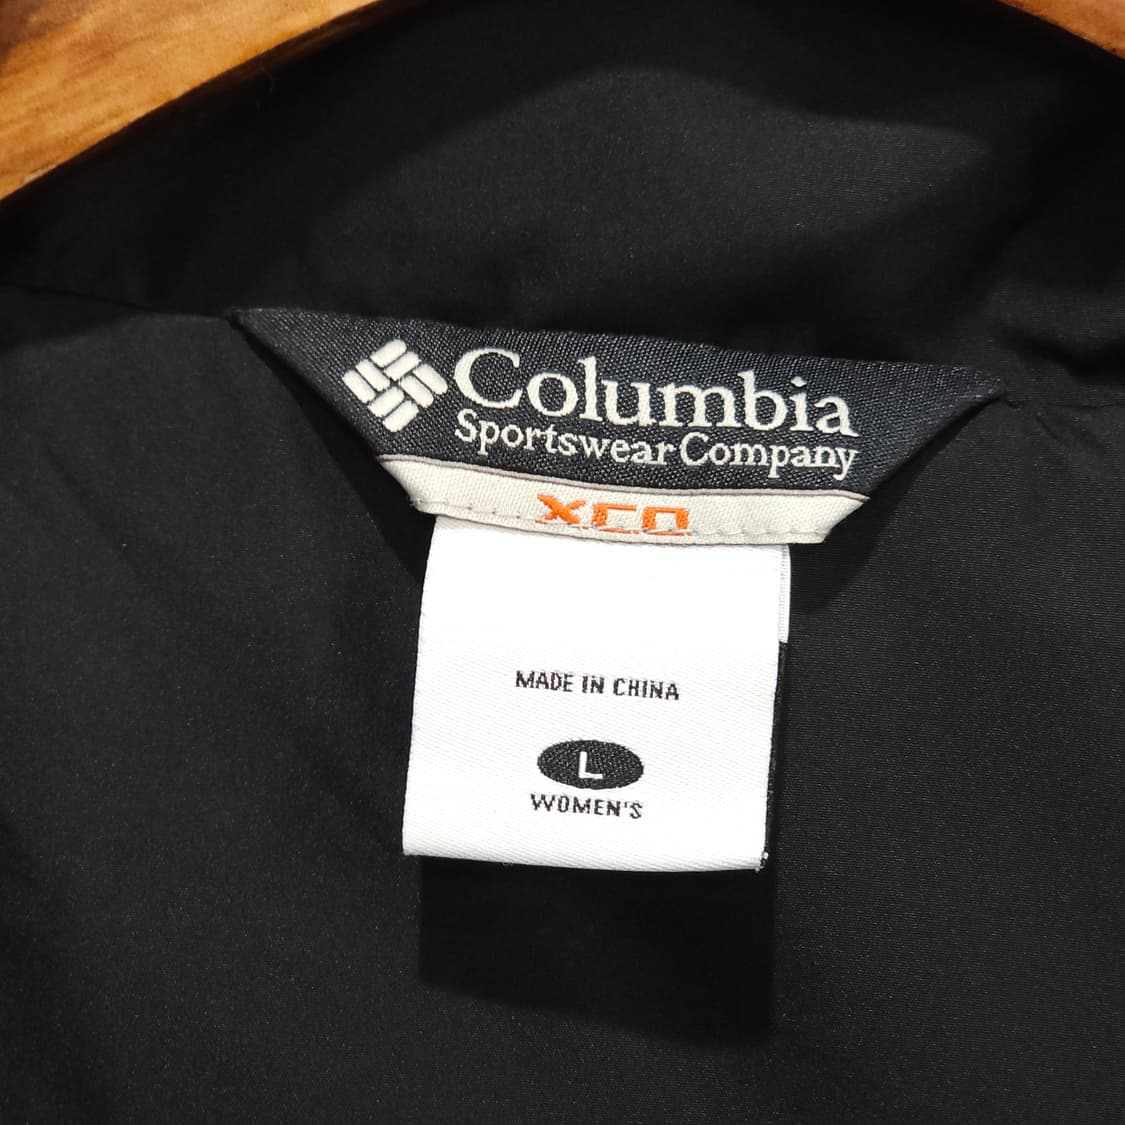 Columbia
Sportswear Company
XCO
MADE IN CHINA
L
WOMEN'S